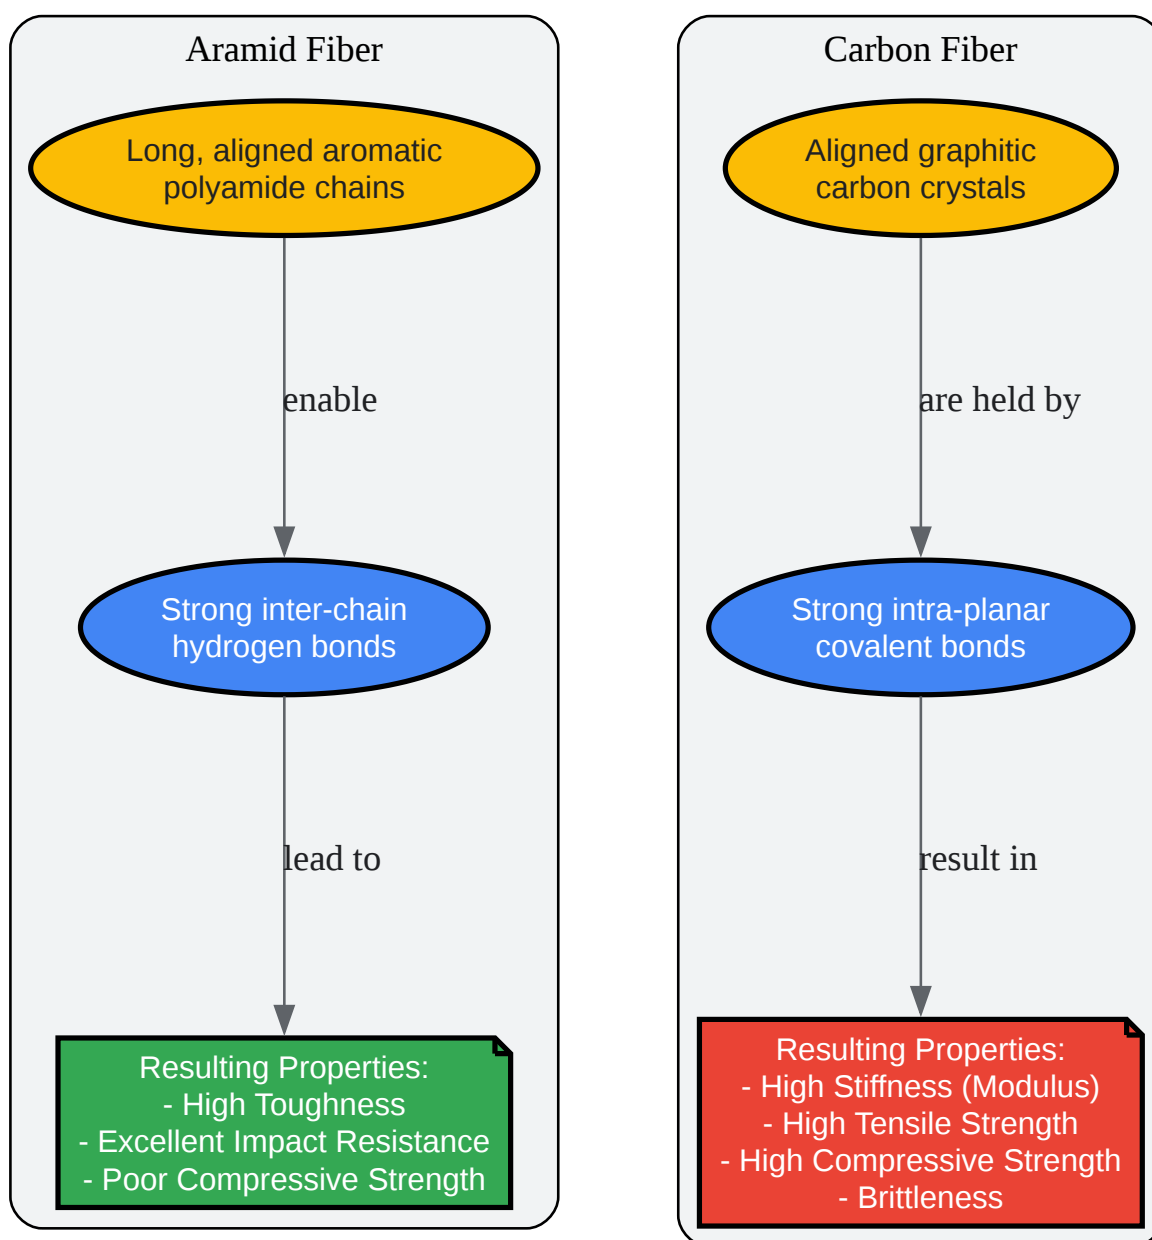 Aramid Fiber
Long, aligned aromatic
polyamide chains
enable
Strong inter-chain
hydrogen bonds
lead to
Resulting Properties:
- High Toughness
- Excellent Impact Resistance
- Poor Compressive Strength
Carbon Fiber
Aligned graphitic
carbon crystals
are held by
Strong intra-planar
covalent bonds
result in
Resulting Properties:
- High Stiffness (Modulus)
- High Tensile Strength
- High Compressive Strength
- Brittleness